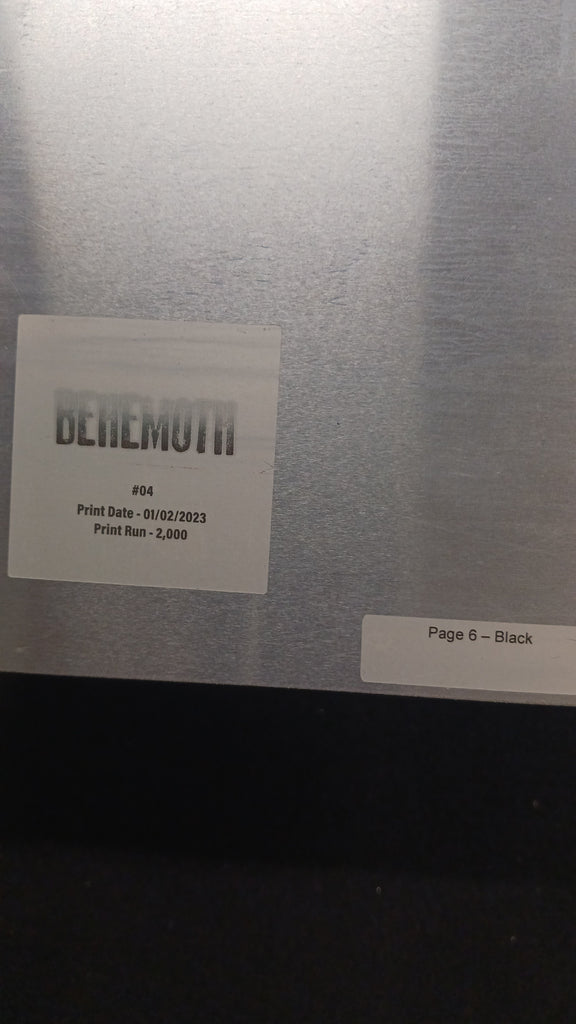 BEHEMOTH
#04
Print Date - 01/02/2023
Print Run - 2,000
Page 6 – Black